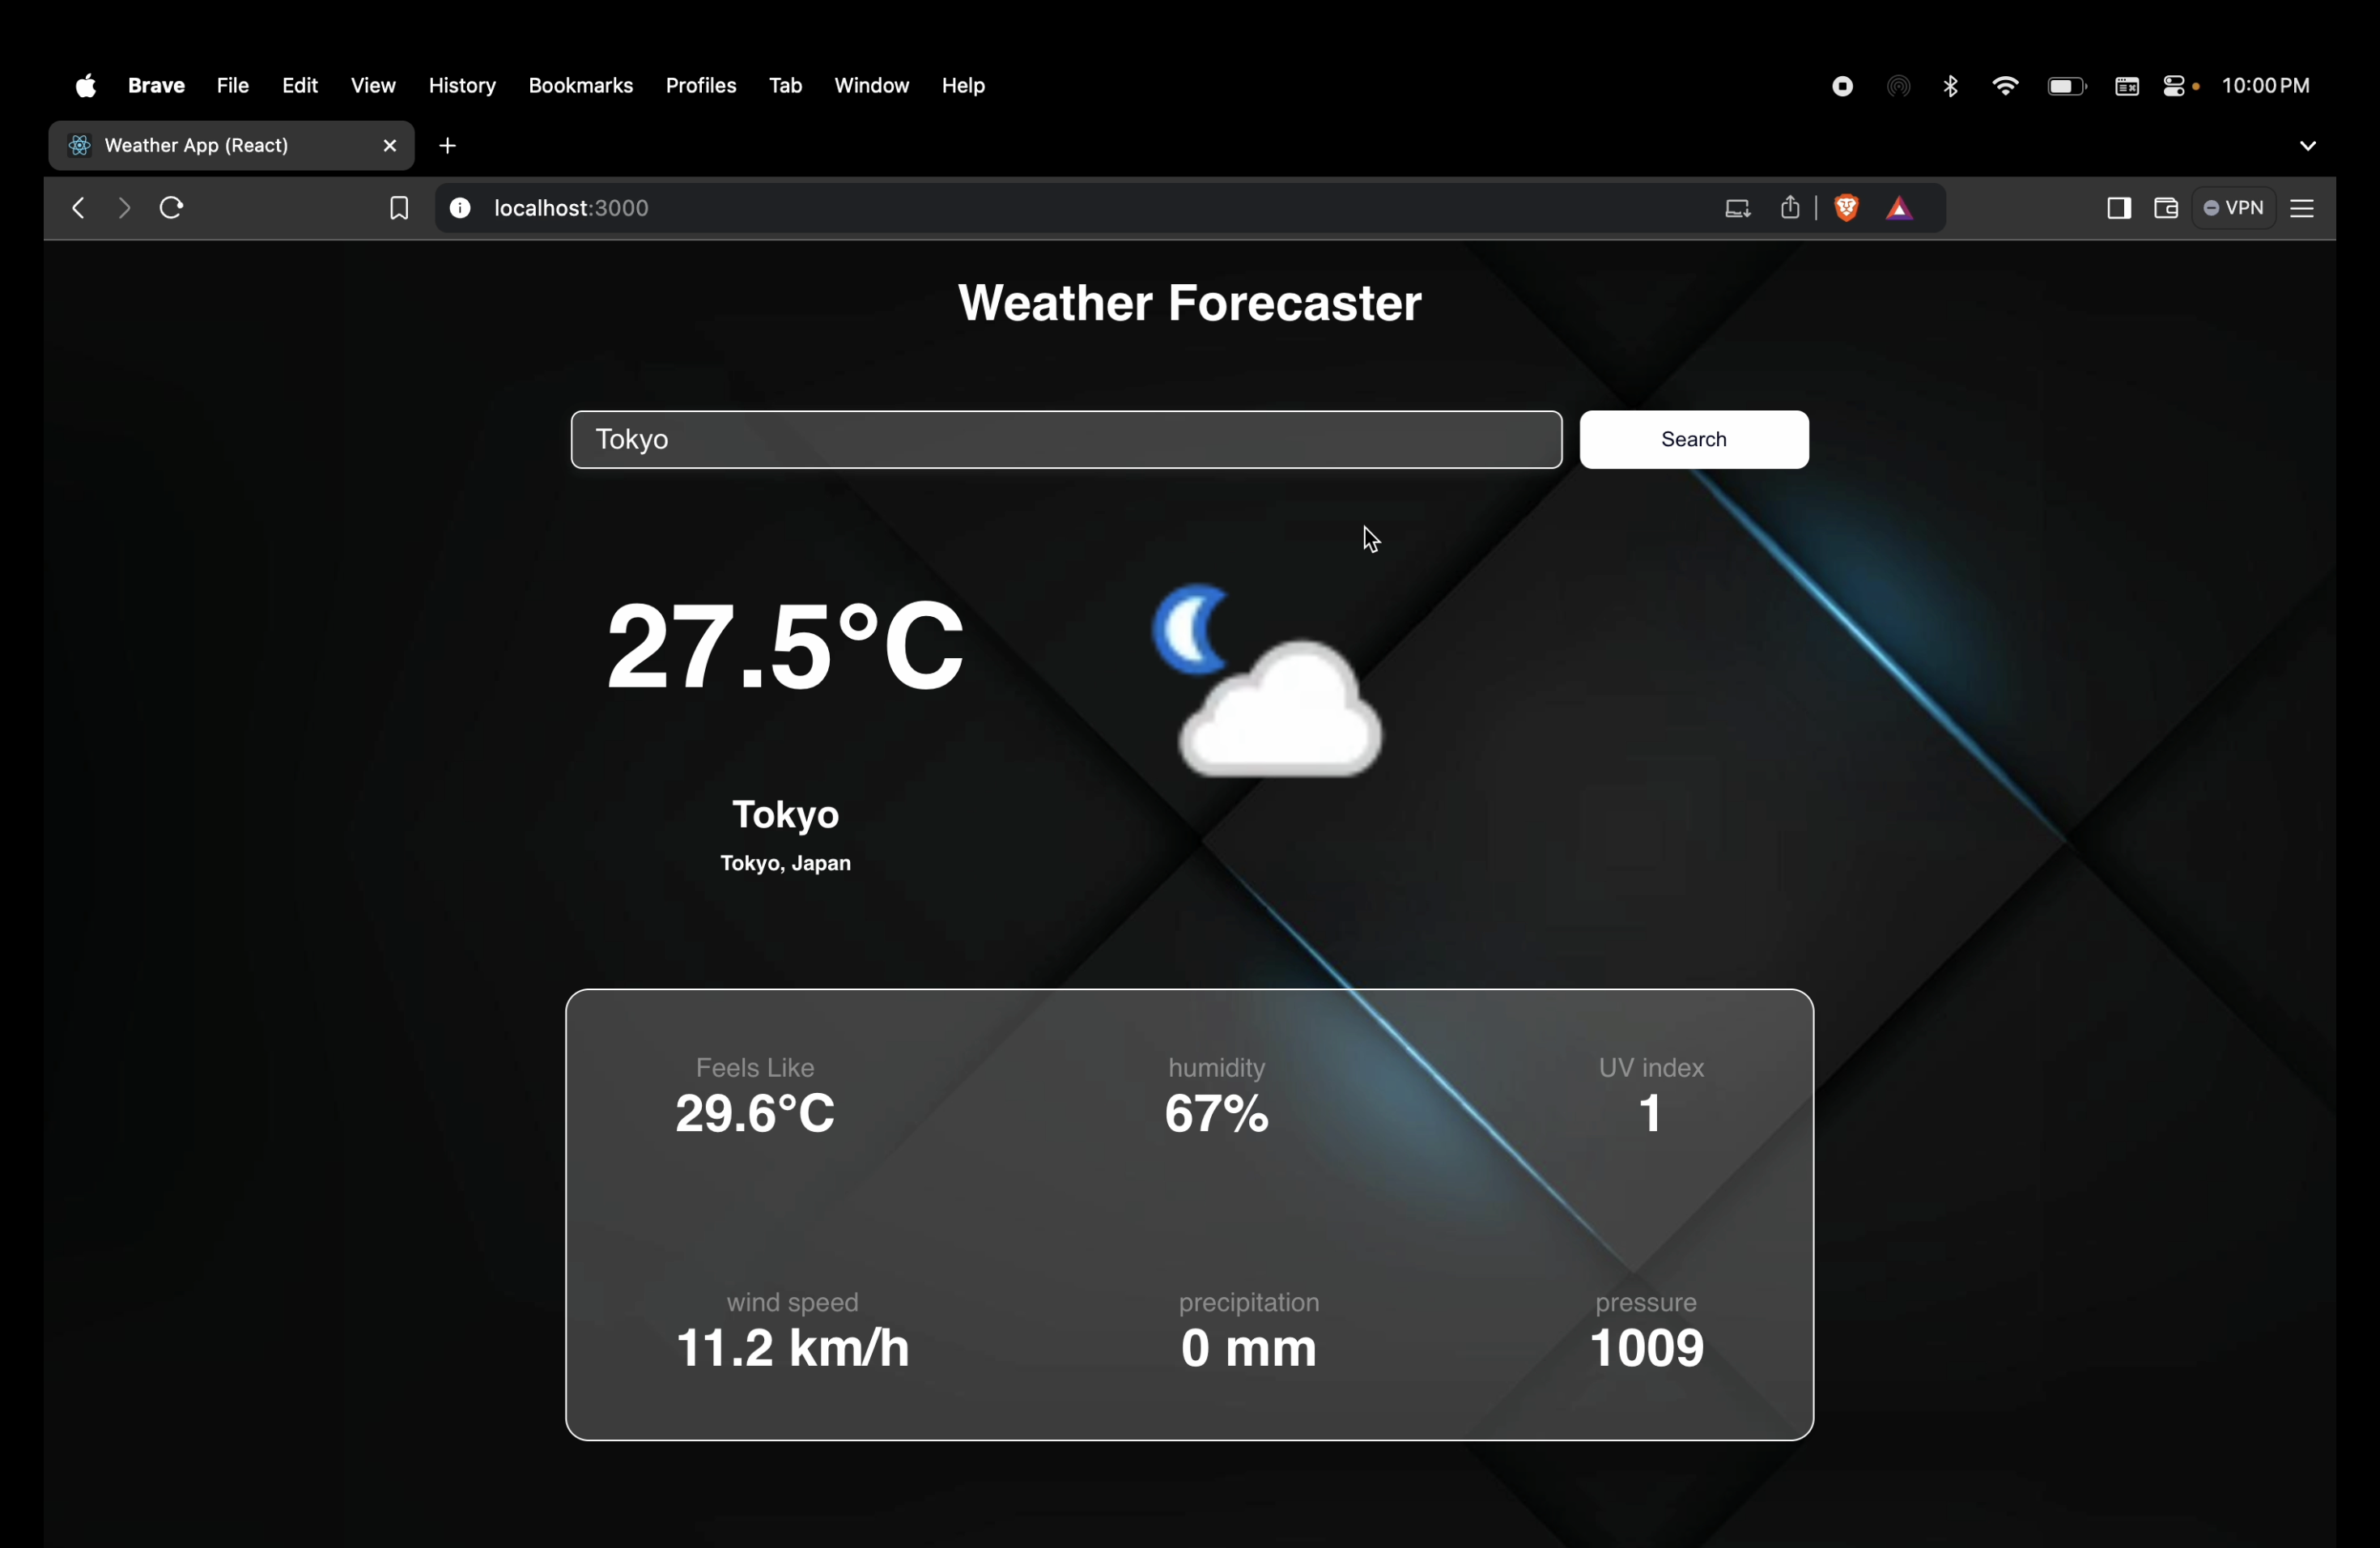 Brave File Edit View History Bookmarks Profiles Tab Window Help 10:00 PM
Weather App (React)
localhost:3000 VPN
Weather Forecaster
Tokyo Search
27.5°C
Tokyo
Tokyo, Japan
Feels Like humidity UV index
29.6°C 67% 1
wind speed precipitation pressure
11.2 km/h 0 mm 1009